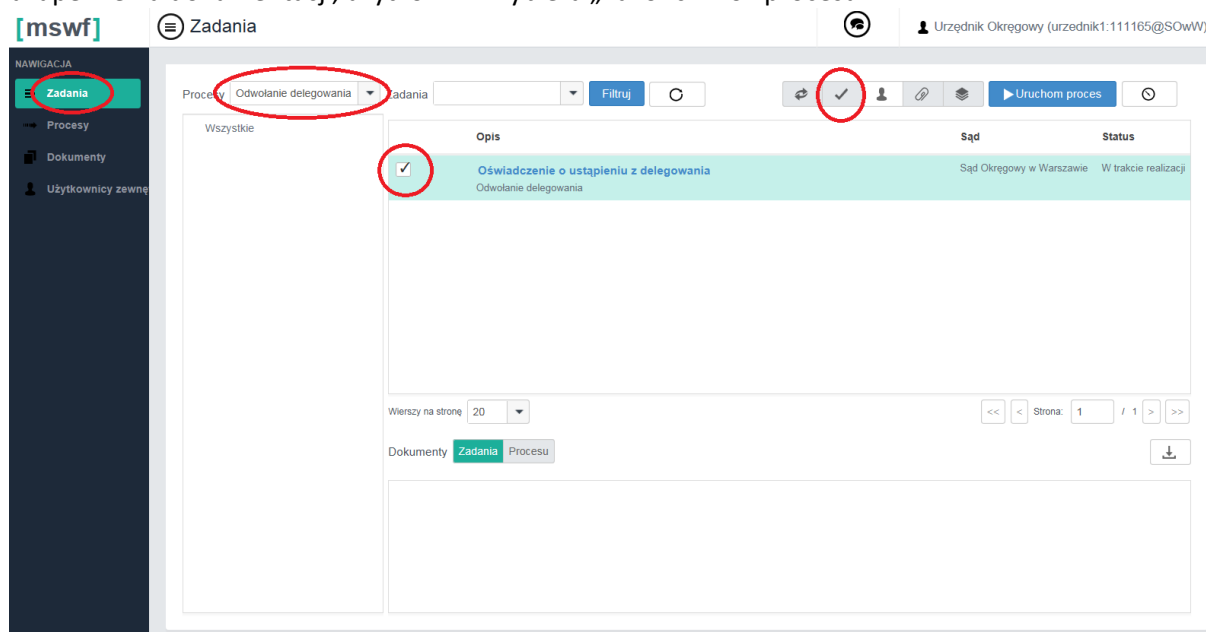 [mswf]
Zadania
Urzędnik Okręgowy (urzednik1:111165@SOwW)
NAWIGACJA
Zadania
Procesy
Dokumenty
Użytkownicy zewnę
Procesy Odwołanie delegowania Zadania Filtruj Uruchom proces
Wszystkie
Opis Sąd Status
Oświadczenie o ustąpieniu z delegowania Sąd Okręgowy w Warszawie W trakcie realizacji
Odwołanie delegowania
Wierszy na stronę 20 << < Strona: 1 / 1 > >>
Dokumenty Zadania Procesu